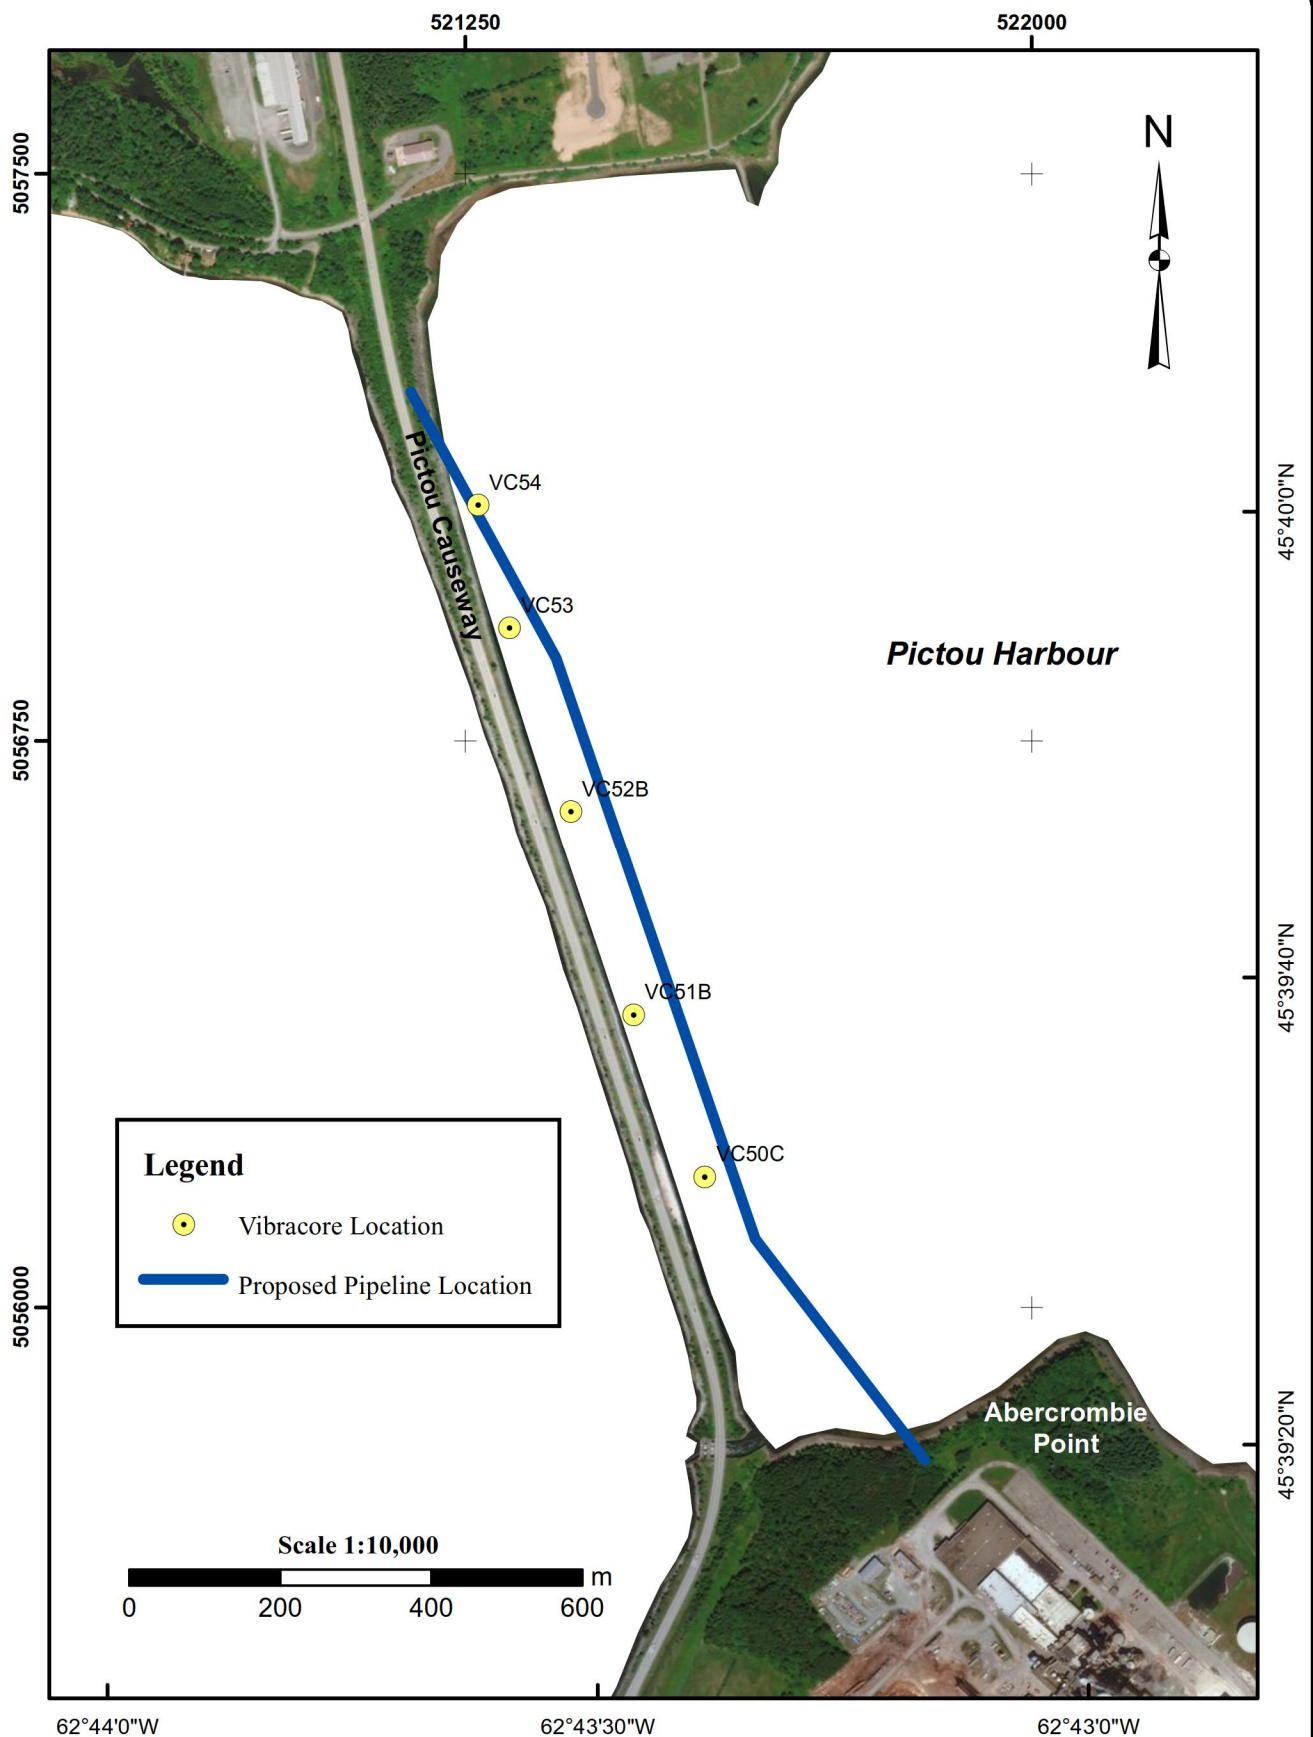 521250
522000
N
5057500
VC54
Pictou Causeway
45°40'0"N
VC53
Pictou Harbour
5056750
VC52B
45°39'40"N
VC51B
VC50C
Legend
Vibracore Location
Proposed Pipeline Location
5056000
Abercrombie
Point
45°39'20"N
Scale 1:10,000
m
0 200 400 600
62°44'0"W
62°43'30"W
62°43'0"W